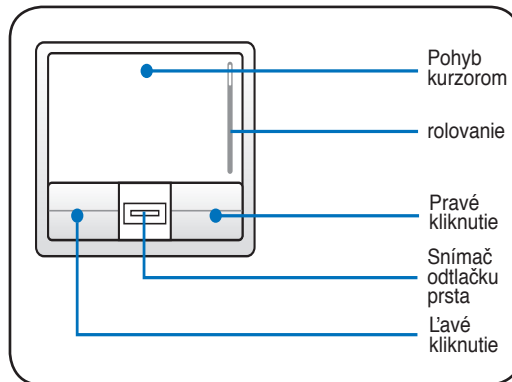 Pohyb
kurzorom
rolovanie
Pravé
kliknutie
Snímač
odtlačku
prsta
Ľavé
kliknutie